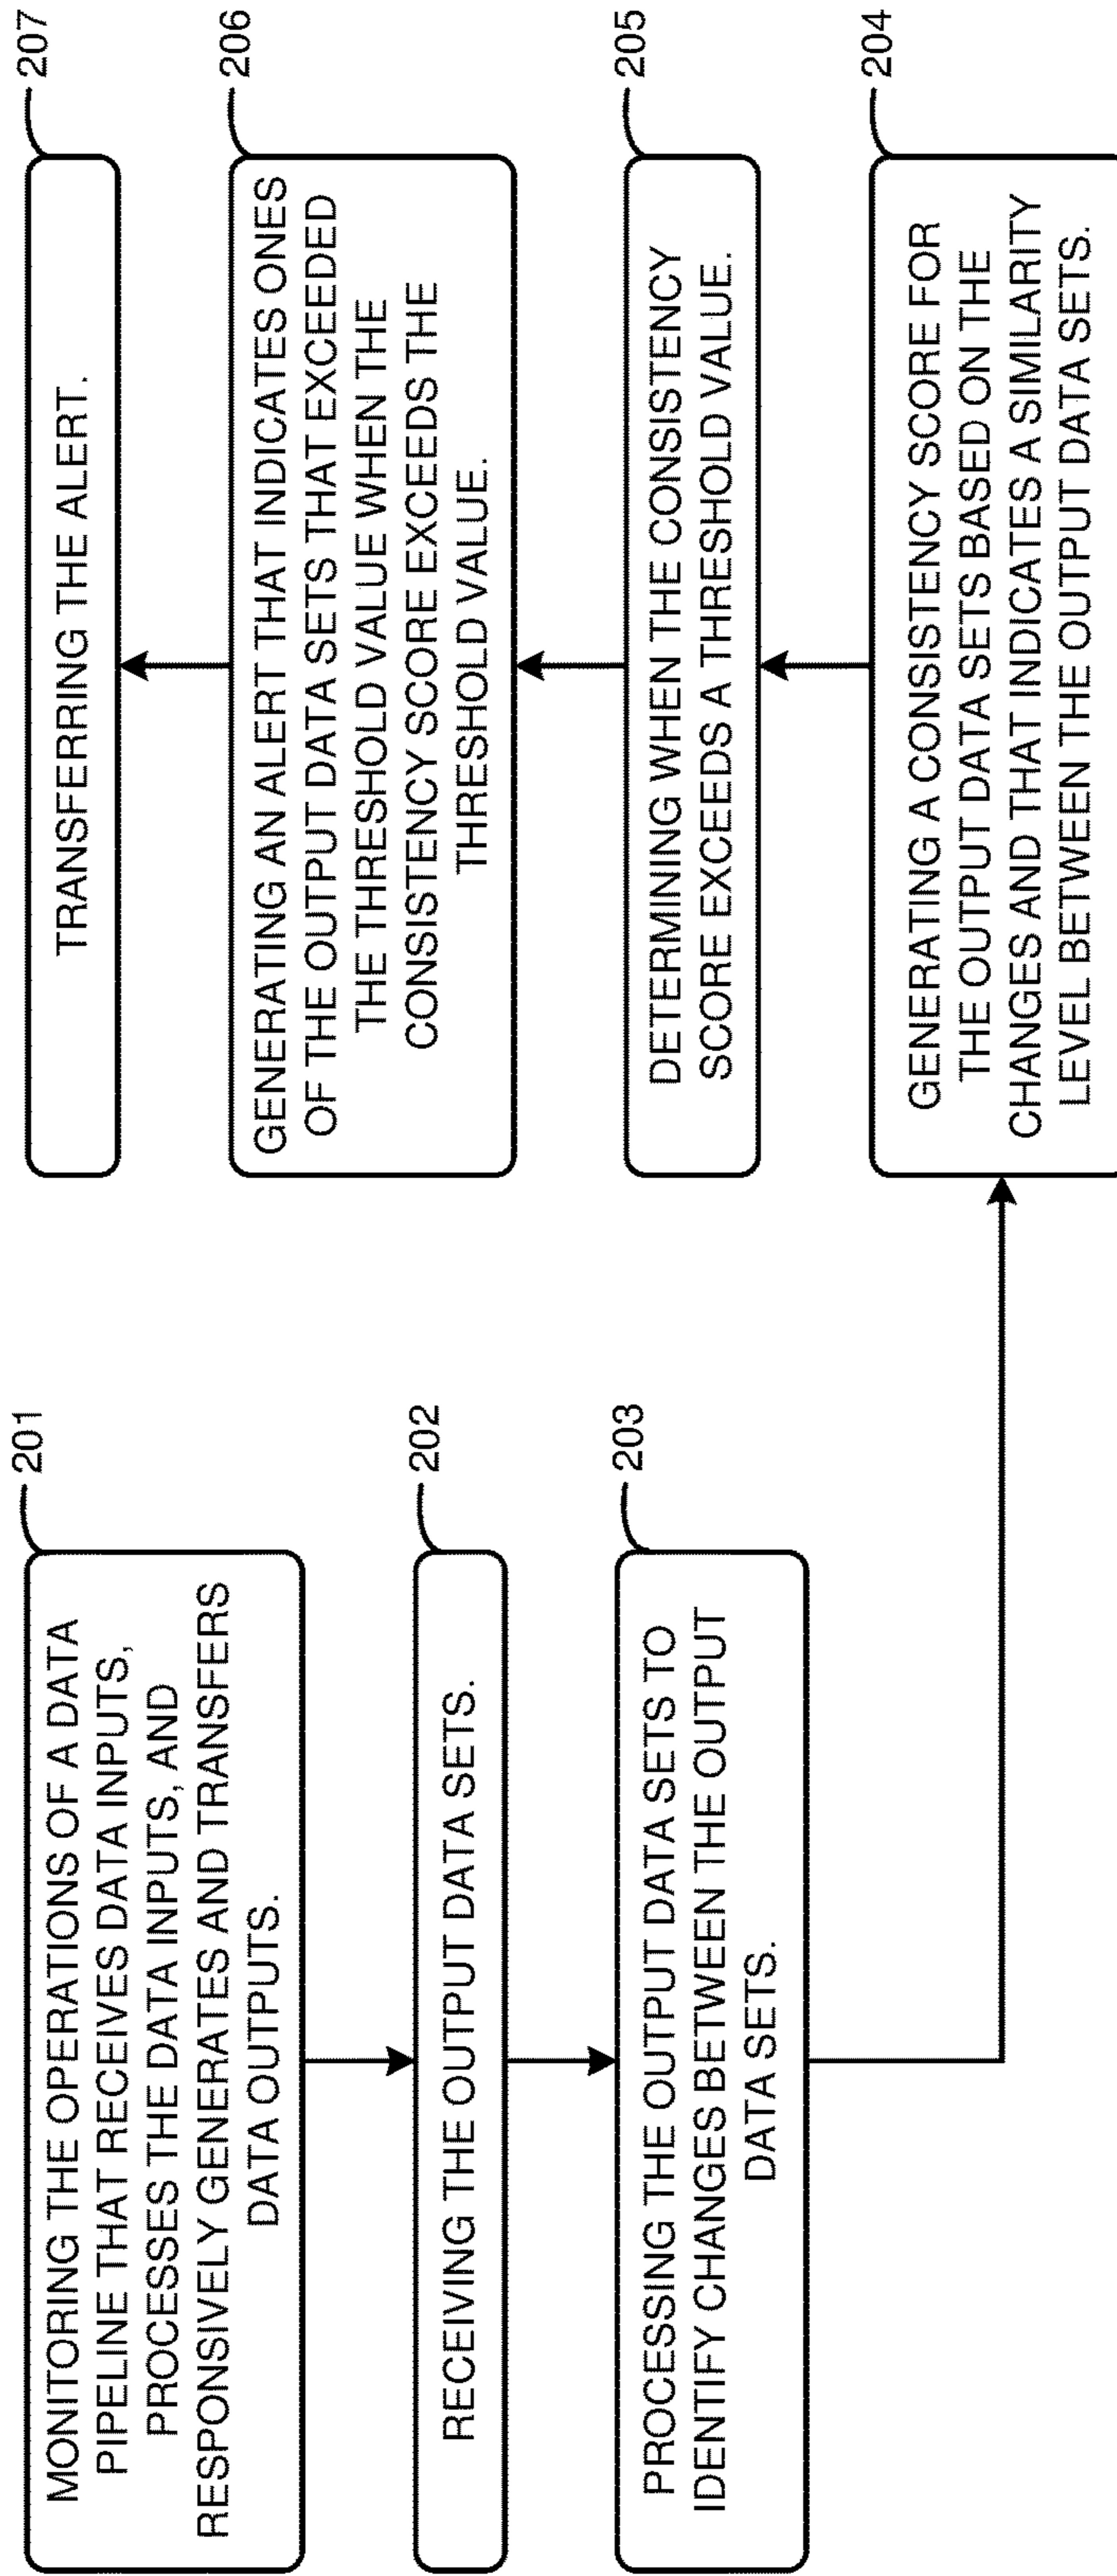 201
MONITORING THE OPERATIONS OF A DATA
PIPELINE THAT RECEIVES DATA INPUTS,
PROCESSES THE DATA INPUTS, AND
RESPONSIVELY GENERATES AND TRANSFERS
DATA OUTPUTS.
202
RECEIVING THE OUTPUT DATA SETS.
203
PROCESSING THE OUTPUT DATA SETS TO
IDENTIFY CHANGES BETWEEN THE OUTPUT
DATA SETS.
204
GENERATING A CONSISTENCY SCORE FOR
THE OUTPUT DATA SETS BASED ON THE
CHANGES AND THAT INDICATES A SIMILARITY
LEVEL BETWEEN THE OUTPUT DATA SETS.
205
DETERMINING WHEN THE CONSISTENCY
SCORE EXCEEDS A THRESHOLD VALUE.
206
GENERATING AN ALERT THAT INDICATES ONES
OF THE OUTPUT DATA SETS THAT EXCEEDED
THE THRESHOLD VALUE WHEN THE
CONSISTENCY SCORE EXCEEDS THE
THRESHOLD VALUE.
207
TRANSFERRING THE ALERT.